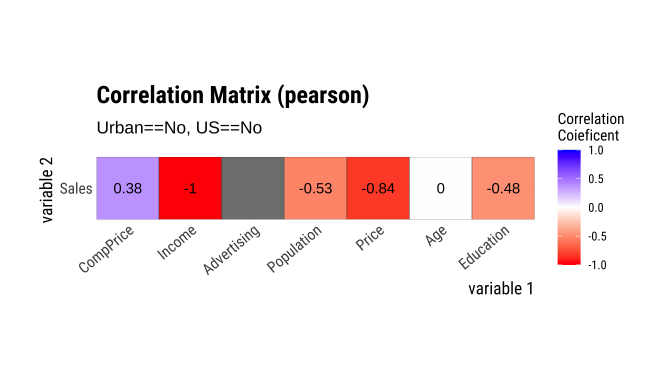 Correlation Matrix (pearson)
Urban==No, US==No
Correlation
Coieficent
1.0
0.5
0.0
-0.5
-1.0
variable 2
Sales
0.38 -1 -0.53 -0.84 0 -0.48
CompPrice Income Advertising Population Price Age Education
variable 1